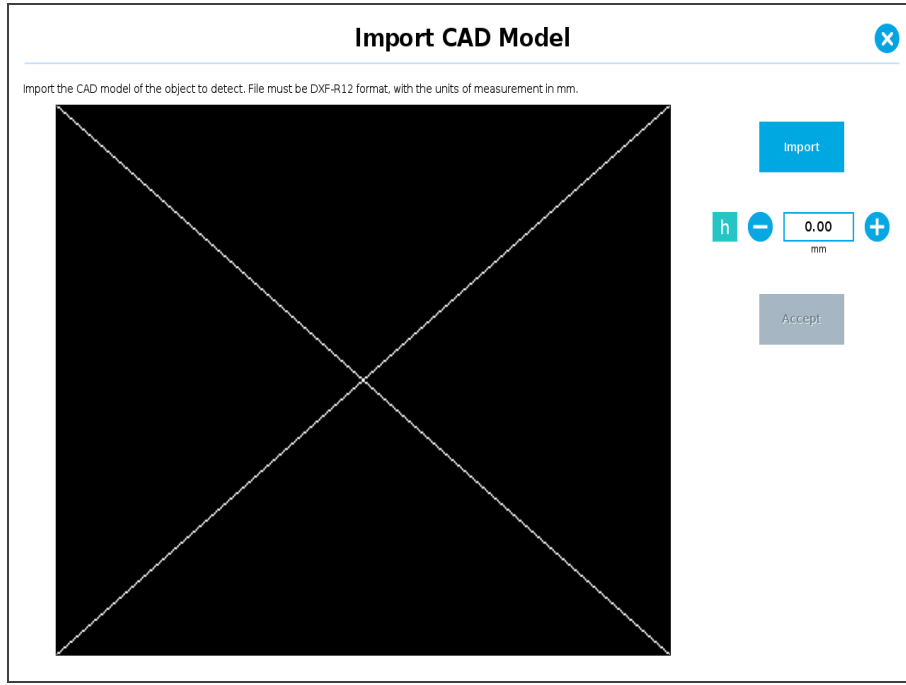 Import CAD Model
Import the CAD model of the object to detect. File must be DXF-R12 format, with the units of measurement in mm.
Import
h
0.00
mm
Accept